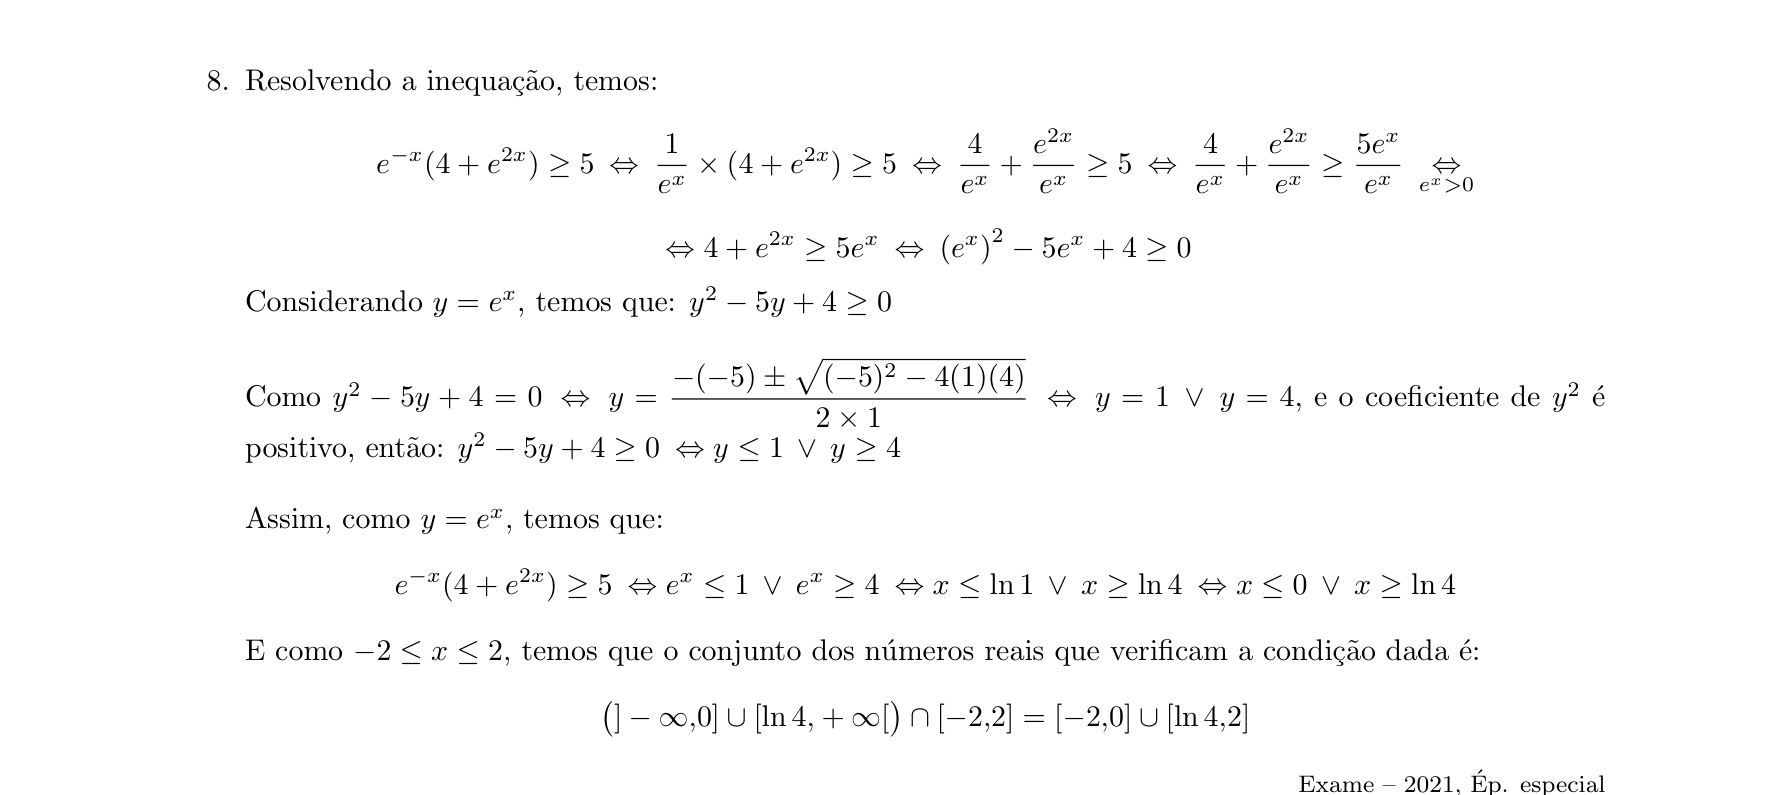 8. Resolvendo a inequação, temos:
$e^{-x}(4 + e^{2x}) \geq 5 \Leftrightarrow \frac{1}{e^x} \times (4 + e^{2x}) \geq 5 \Leftrightarrow \frac{4}{e^x} + \frac{e^{2x}}{e^x} \geq 5 \Leftrightarrow \frac{4}{e^x} + \frac{e^{2x}}{e^x} \geq \frac{5e^x}{e^x} \underset{e^x > 0}{\Leftrightarrow}$
$\Leftrightarrow 4 + e^{2x} \geq 5e^x \Leftrightarrow (e^x)^2 - 5e^x + 4 \geq 0$
Considerando $y = e^x$, temos que: $y^2 - 5y + 4 \geq 0$
Como $y^2 - 5y + 4 = 0 \Leftrightarrow y = \frac{-(-5) \pm \sqrt{(-5)^2 - 4(1)(4)}}{2 \times 1} \Leftrightarrow y = 1 \vee y = 4$, e o coeficiente de $y^2$ é
positivo, então: $y^2 - 5y + 4 \geq 0 \Leftrightarrow y \leq 1 \vee y \geq 4$
Assim, como $y = e^x$, temos que:
$e^{-x}(4 + e^{2x}) \geq 5 \Leftrightarrow e^x \leq 1 \vee e^x \geq 4 \Leftrightarrow x \leq \ln 1 \vee x \geq \ln 4 \Leftrightarrow x \leq 0 \vee x \geq \ln 4$
E como $-2 \leq x \leq 2$, temos que o conjunto dos números reais que verificam a condição dada é:
$(]-\infty,0] \cup [\ln 4, +\infty[) \cap [-2,2] = [-2,0] \cup [\ln 4,2]$
Exame – 2021, Ép. especial